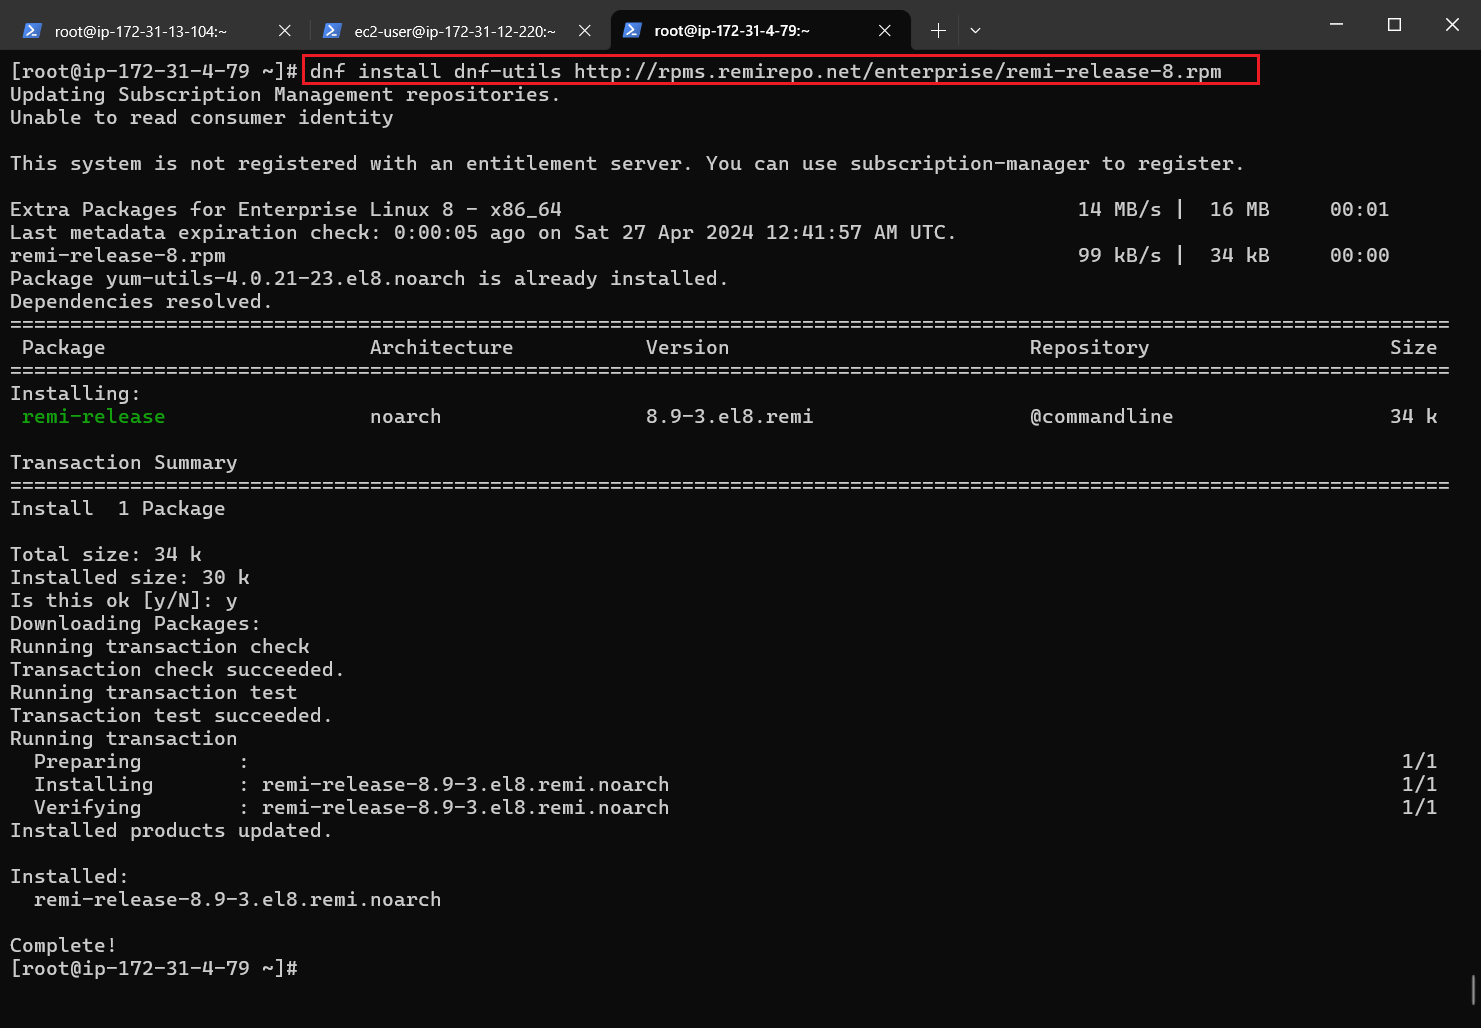 root@ip-172-31-13-104:~ ec2-user@ip-172-31-12-220:~ root@ip-172-31-4-79:~
[root@ip-172-31-4-79 ~]# dnf install dnf-utils http://rpms.remirepo.net/enterprise/remi-release-8.rpm
Updating Subscription Management repositories.
Unable to read consumer identity
This system is not registered with an entitlement server. You can use subscription-manager to register.
Extra Packages for Enterprise Linux 8 - x86_64 14 MB/s | 16 MB 00:01
Last metadata expiration check: 0:00:05 ago on Sat 27 Apr 2024 12:41:57 AM UTC.
remi-release-8.rpm 99 kB/s | 34 kB 00:00
Package yum-utils-4.0.21-23.el8.noarch is already installed.
Dependencies resolved.
========================================================================================================================
Package Architecture Version Repository Size
========================================================================================================================
Installing:
remi-release noarch 8.9-3.el8.remi @commandline 34 k
Transaction Summary
========================================================================================================================
Install 1 Package
Total size: 34 k
Installed size: 30 k
Is this ok [y/N]: y
Downloading Packages:
Running transaction check
Transaction check succeeded.
Running transaction test
Transaction test succeeded.
Running transaction
Preparing : 1/1
Installing : remi-release-8.9-3.el8.remi.noarch 1/1
Verifying : remi-release-8.9-3.el8.remi.noarch 1/1
Installed products updated.
Installed:
remi-release-8.9-3.el8.remi.noarch
Complete!
[root@ip-172-31-4-79 ~]#